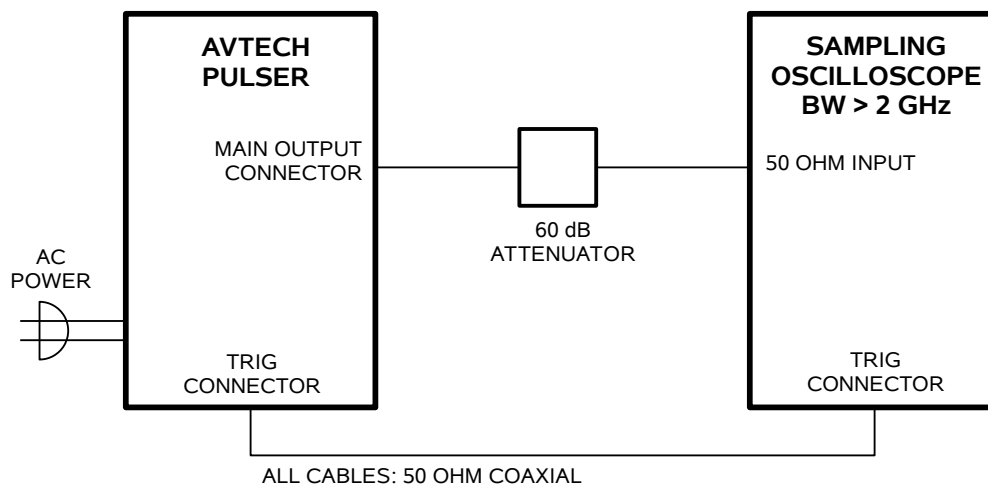 AVTECH
PULSER
SAMPLING
OSCILLOSCOPE
BW > 2 GHz
MAIN OUTPUT
CONNECTOR
50 OHM INPUT
60 dB
ATTENUATOR
AC
POWER
TRIG
CONNECTOR
TRIG
CONNECTOR
ALL CABLES: 50 OHM COAXIAL